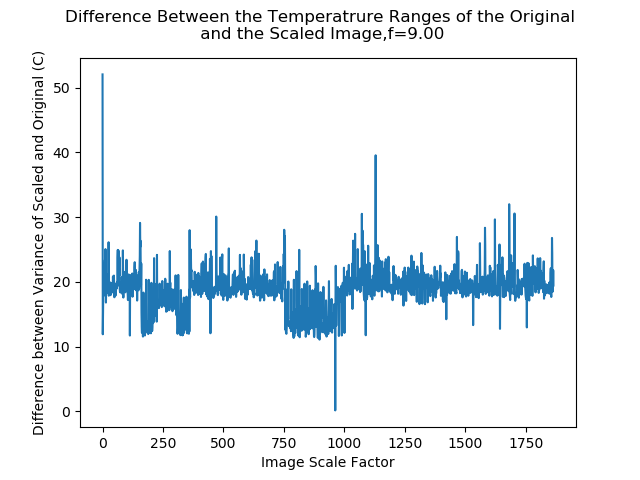 Difference Between the Temperatrure Ranges of the Original
and the Scaled Image,f=9.00
Difference between Variance of Scaled and Original (C)
50
40
30
20
10
0
0 250 500 750 1000 1250 1500 1750
Image Scale Factor